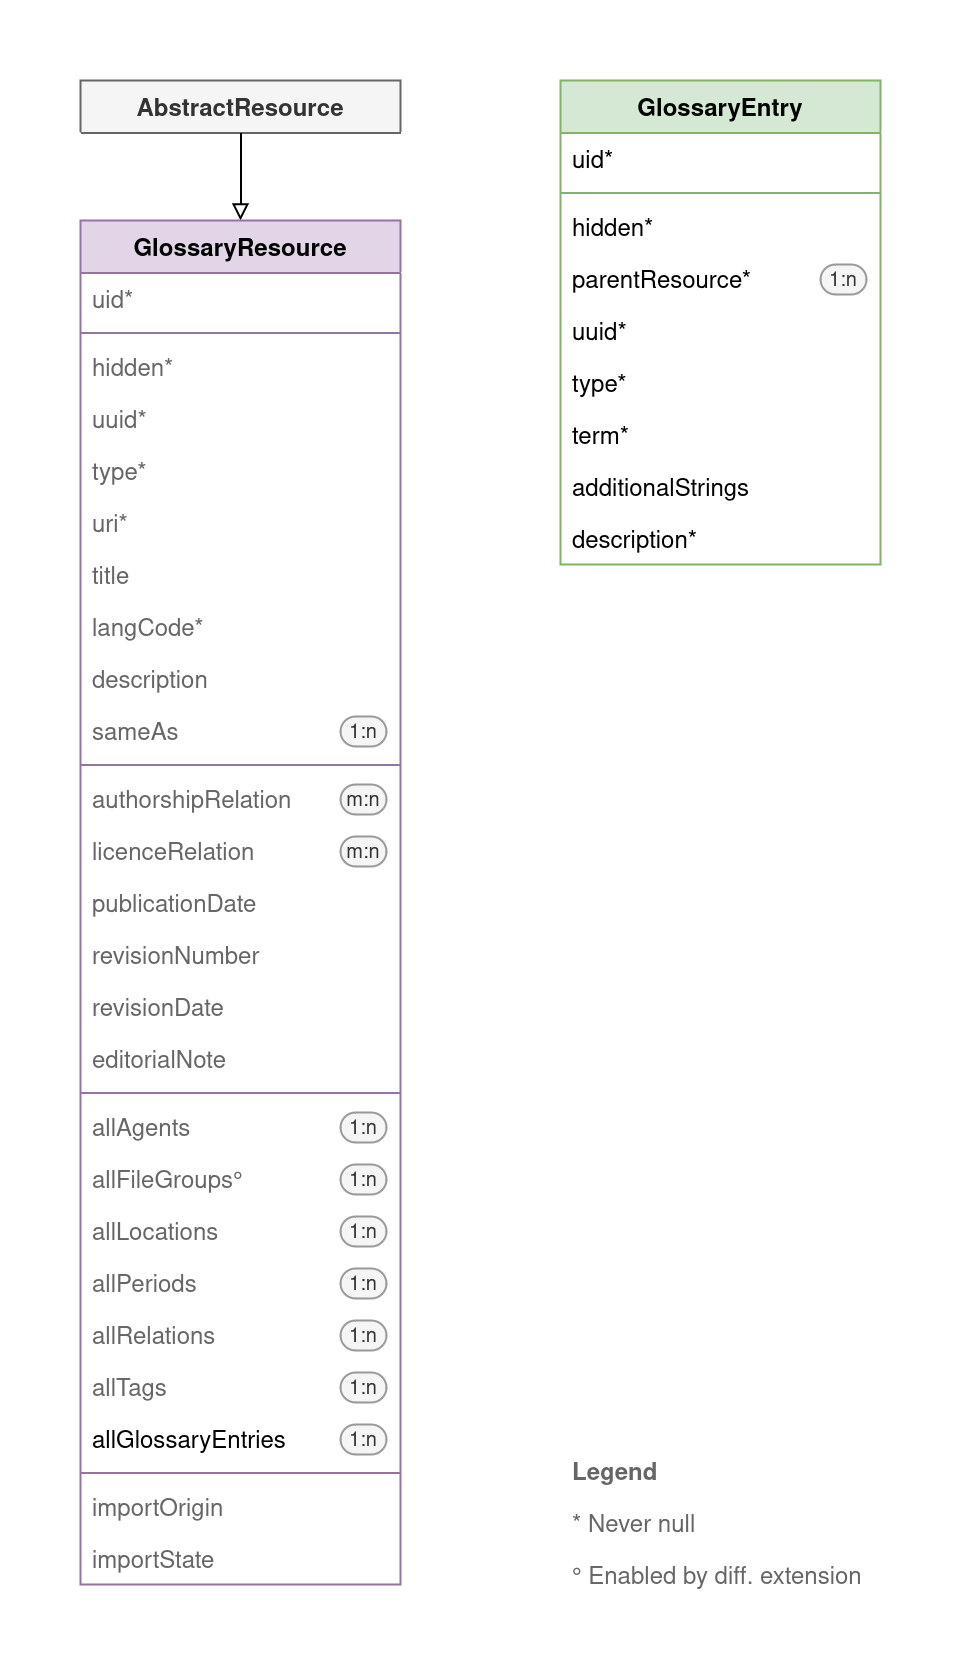 AbstractResource
GlossaryResource
uid*
hidden*
uuid*
type*
uri*
title
langCode*
description
sameAs 1:n
authorshipRelation m:n
licenceRelation m:n
publicationDate
revisionNumber
revisionDate
editorialNote
allAgents 1:n
allFileGroups° 1:n
allLocations 1:n
allPeriods 1:n
allRelations 1:n
allTags 1:n
allGlossaryEntries 1:n
importOrigin
importState
GlossaryEntry
uid*
hidden*
parentResource* 1:n
uuid*
type*
term*
additionalStrings
description*
Legend
* Never null
° Enabled by diff. extension